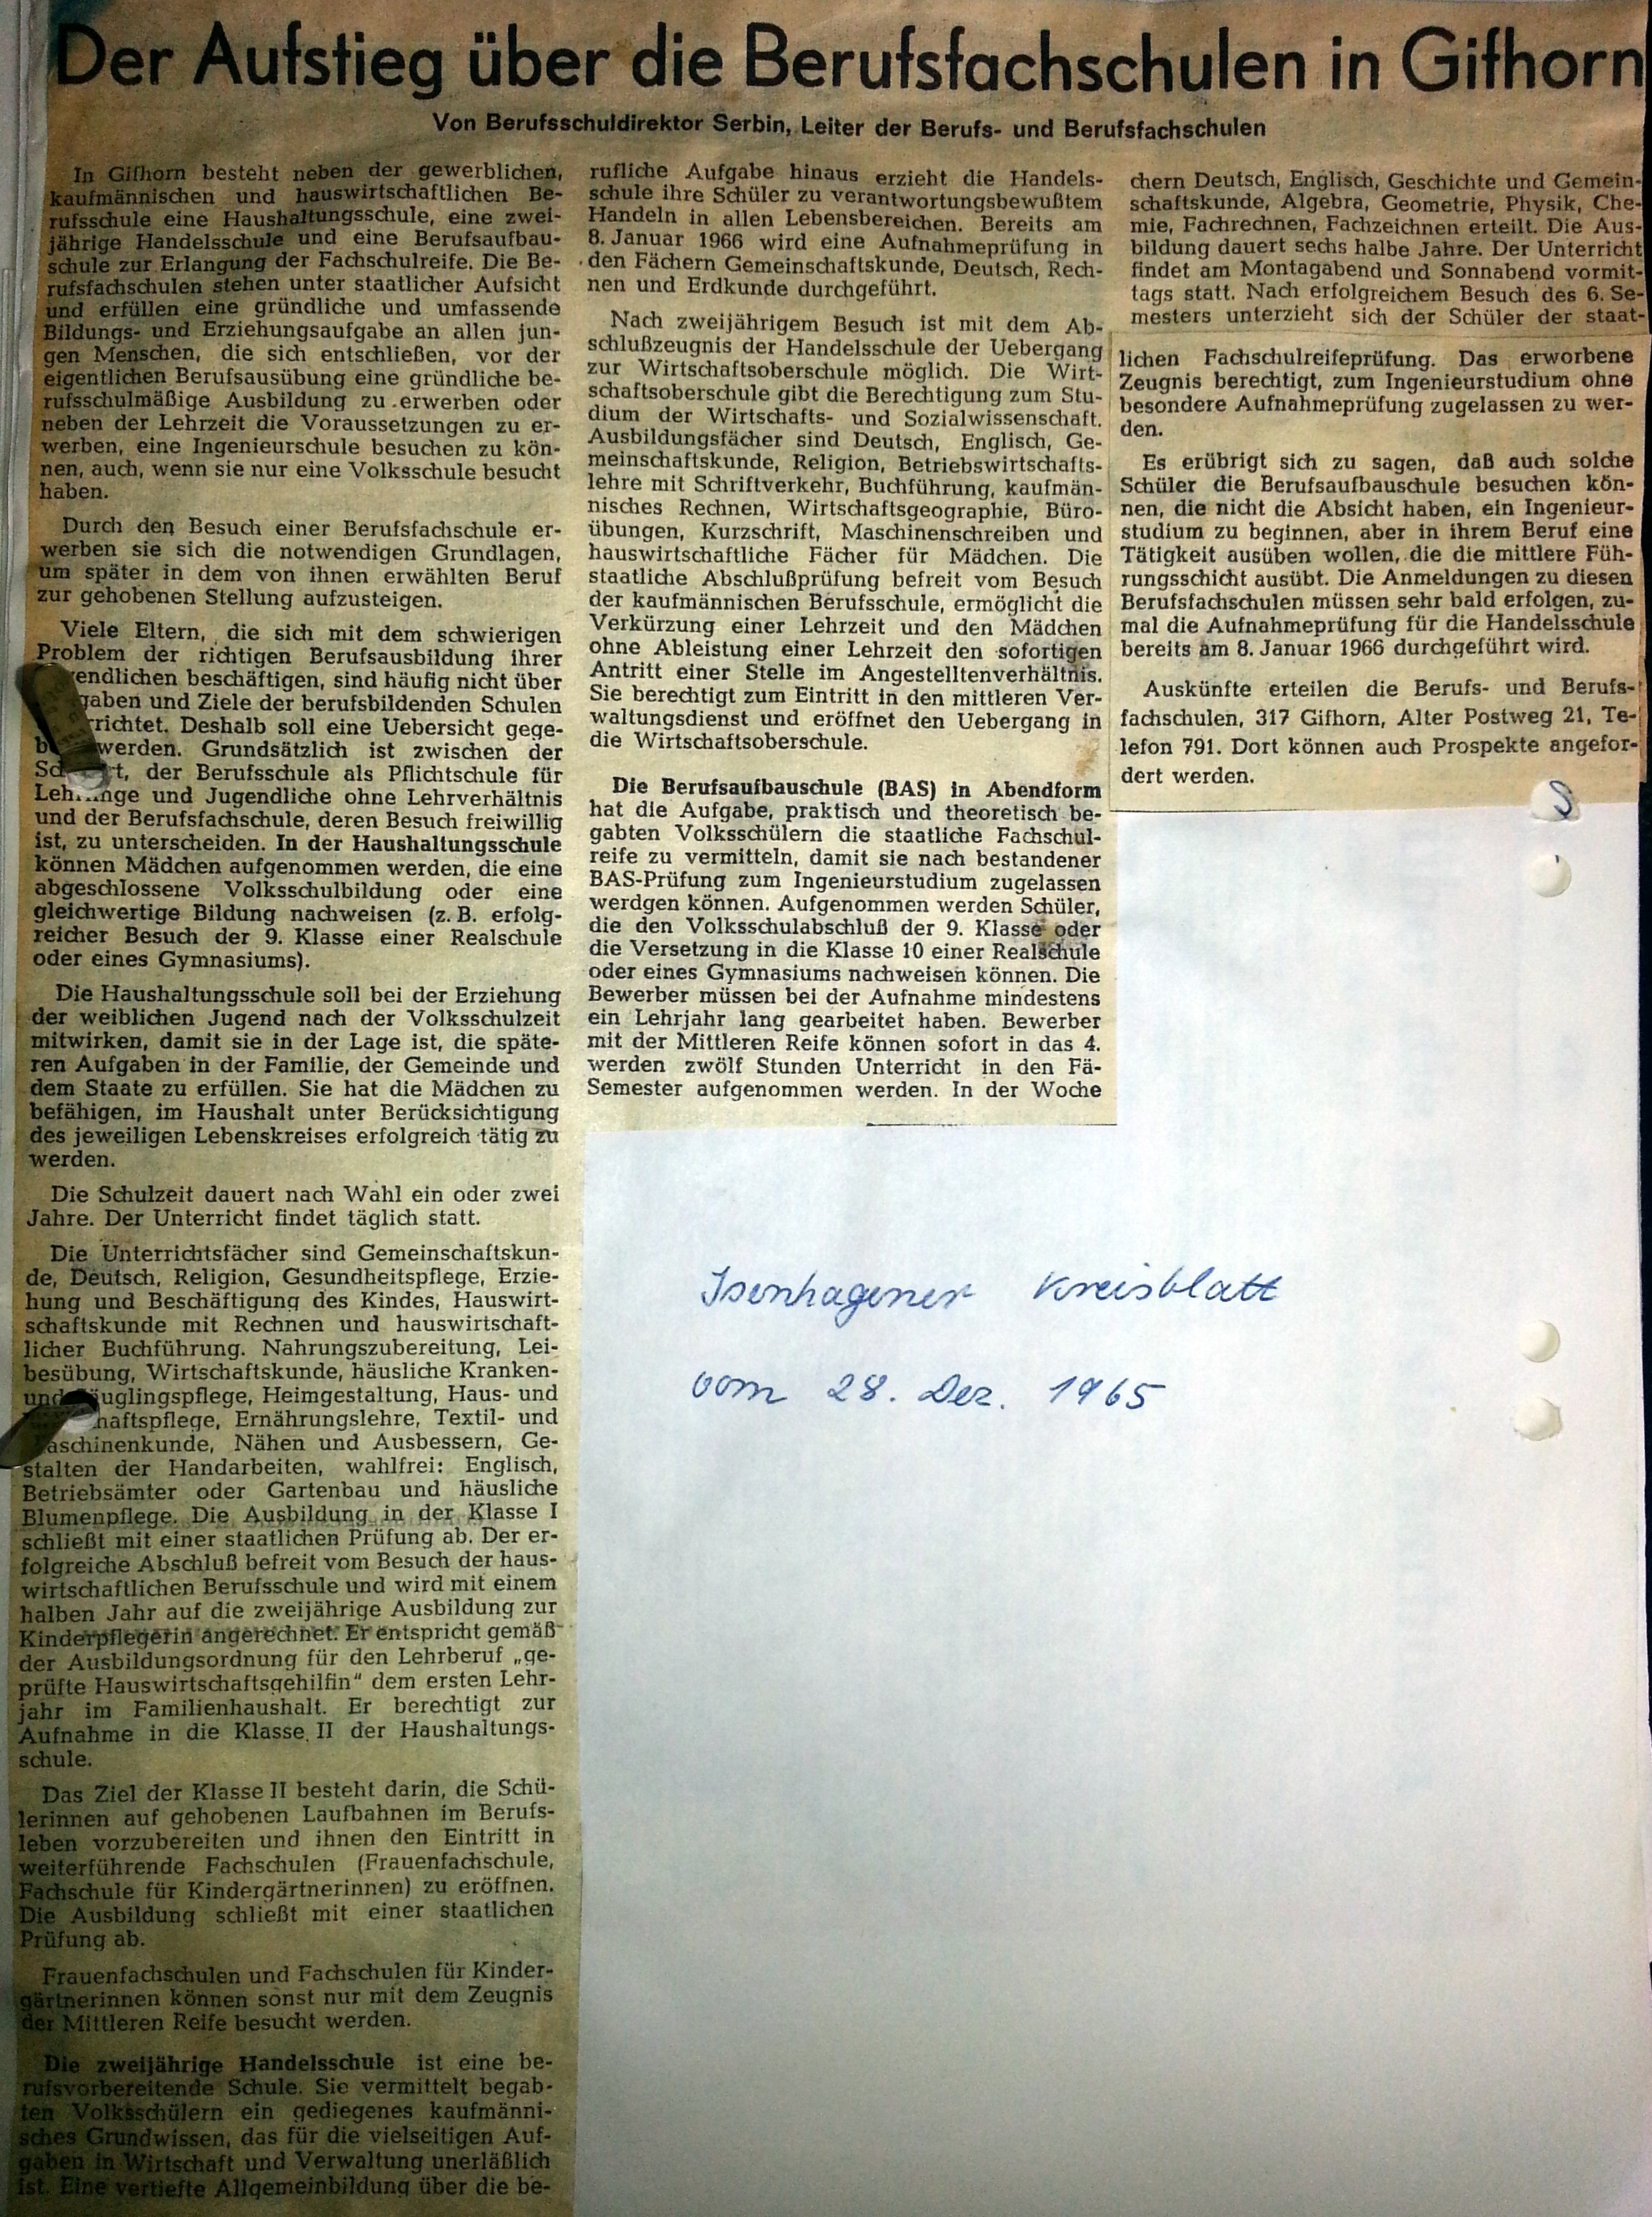 Der Aufstieg über die Berufsfachschulen in Gifhorn
Von Berufsschuldirektor Serbin, Leiter der Berufs- und Berufsfachschulen
In Gifhorn besteht neben der gewerblichen,
kaufmännischen und hauswirtschaftlichen Be-
rufsschule eine Haushaltungsschule, eine zwei-
jährige Handelsschule und eine Berufsaufbau-
schule zur Erlangung der Fachschulreife. Die Be-
rufsfachschulen stehen unter staatlicher Aufsicht
und erfüllen eine gründliche und umfassende
Bildungs- und Erziehungsaufgabe an allen jun-
gen Menschen, die sich entschließen, vor der
eigentlichen Berufsausübung eine gründliche be-
rufsschulmäßige Ausbildung zu erwerben oder
neben der Lehrzeit die Voraussetzungen zu er-
werben, eine Ingenieurschule besuchen zu kön-
nen, auch, wenn sie nur eine Volksschule besucht
haben.
Durch den Besuch einer Berufsfachschule er-
werben sie sich die notwendigen Grundlagen,
um später in dem von ihnen erwählten Beruf
zur gehobenen Stellung aufzusteigen.
Viele Eltern, die sich mit dem schwierigen
Problem der richtigen Berufsausbildung ihrer
endlichen beschäftigen, sind häufig nicht über
gaben und Ziele der berufsbildenden Schulen
rrichtet. Deshalb soll eine Uebersicht gege-
b werden. Grundsätzlich ist zwischen der
Sc t, der Berufsschule als Pflichtschule für
Lehrlinge und Jugendliche ohne Lehrverhältnis
und der Berufsfachschule, deren Besuch freiwillig
ist, zu unterscheiden. In der Haushaltungsschule
können Mädchen aufgenommen werden, die eine
abgeschlossene Volksschulbildung oder eine
gleichwertige Bildung nachweisen (z. B. erfolg-
reicher Besuch der 9. Klasse einer Realschule
oder eines Gymnasiums).
Die Haushaltungsschule soll bei der Erziehung
der weiblichen Jugend nach der Volksschulzeit
mitwirken, damit sie in der Lage ist, die späte-
ren Aufgaben in der Familie, der Gemeinde und
dem Staate zu erfüllen. Sie hat die Mädchen zu
befähigen, im Haushalt unter Berücksichtigung
des jeweiligen Lebenskreises erfolgreich tätig zu
werden.
Die Schulzeit dauert nach Wahl ein oder zwei
Jahre. Der Unterricht findet täglich statt.
Die Unterrichtsfächer sind Gemeinschaftskun-
de, Deutsch, Religion, Gesundheitspflege, Erzie-
hung und Beschäftigung des Kindes, Hauswirt-
schaftskunde mit Rechnen und hauswirtschaft-
licher Buchführung. Nahrungszubereitung, Lei-
besübung, Wirtschaftskunde, häusliche Kranken-
und äuglingspflege, Heimgestaltung, Haus- und
haftspflege, Ernährungslehre, Textil- und
aschinenkunde, Nähen und Ausbessern, Ge-
stalten der Handarbeiten, wahlfrei: Englisch,
Betriebsämter oder Gartenbau und häusliche
Blumenpflege. Die Ausbildung in der Klasse I
schließt mit einer staatlichen Prüfung ab. Der er-
folgreiche Abschluß befreit vom Besuch der haus-
wirtschaftlichen Berufsschule und wird mit einem
halben Jahr auf die zweijährige Ausbildung zur
Kinderpflegerin angerechnet. Er entspricht gemäß
der Ausbildungsordnung für den Lehrberuf „ge-
prüfte Hauswirtschaftsgehilfin" dem ersten Lehr-
jahr im Familienhaushalt. Er berechtigt zur
Aufnahme in die Klasse II der Haushaltungs-
schule.
Das Ziel der Klasse II besteht darin, die Schü-
lerinnen auf gehobenen Laufbahnen im Berufs-
leben vorzubereiten und ihnen den Eintritt in
weiterführende Fachschulen (Frauenfachschule,
Fachschule für Kindergärtnerinnen) zu eröffnen.
Die Ausbildung schließt mit einer staatlichen
Prüfung ab.
Frauenfachschulen und Fachschulen für Kinder-
gärtnerinnen können sonst nur mit dem Zeugnis
der Mittleren Reife besucht werden.
Die zweijährige Handelsschule ist eine be-
rufsvorbereitende Schule. Sie vermittelt begab-
ten Volksschülern ein gediegenes kaufmänni-
sches Grundwissen, das für die vielseitigen Auf-
gaben in Wirtschaft und Verwaltung unerläßlich
ist. Eine vertiefte Allgemeinbildung über die be-
rufliche Aufgabe hinaus erzieht die Handels-
schule ihre Schüler zu verantwortungsbewußtem
Handeln in allen Lebensbereichen. Bereits am
8. Januar 1966 wird eine Aufnahmeprüfung in
den Fächern Gemeinschaftskunde, Deutsch, Rech-
nen und Erdkunde durchgeführt.
Nach zweijährigem Besuch ist mit dem Ab-
schlußzeugnis der Handelsschule der Uebergang
zur Wirtschaftsoberschule möglich. Die Wirt-
schaftsoberschule gibt die Berechtigung zum Stu-
dium der Wirtschafts- und Sozialwissenschaft.
Ausbildungsfächer sind Deutsch, Englisch, Ge-
meinschaftskunde, Religion, Betriebswirtschafts-
lehre mit Schriftverkehr, Buchführung, kaufmän-
nisches Rechnen, Wirtschaftsgeographie, Büro-
übungen, Kurzschrift, Maschinenschreiben und
hauswirtschaftliche Fächer für Mädchen. Die
staatliche Abschlußprüfung befreit vom Besuch
der kaufmännischen Berufsschule, ermöglicht die
Verkürzung einer Lehrzeit und den Mädchen
ohne Ableistung einer Lehrzeit den sofortigen
Antritt einer Stelle im Angestelltenverhältnis.
Sie berechtigt zum Eintritt in den mittleren Ver-
waltungsdienst und eröffnet den Uebergang in
die Wirtschaftsoberschule.
Die Berufsaufbauschule (BAS) in Abendform
hat die Aufgabe, praktisch und theoretisch be-
gabten Volksschülern die staatliche Fachschul-
reife zu vermitteln, damit sie nach bestandener
BAS-Prüfung zum Ingenieurstudium zugelassen
werdgen können. Aufgenommen werden Schüler,
die den Volksschulabschluß der 9. Klasse oder
die Versetzung in die Klasse 10 einer Realschule
oder eines Gymnasiums nachweisen können. Die
Bewerber müssen bei der Aufnahme mindestens
ein Lehrjahr lang gearbeitet haben. Bewerber
mit der Mittleren Reife können sofort in das 4.
werden zwölf Stunden Unterricht in den Fä-
Semester aufgenommen werden. In der Woche
chern Deutsch, Englisch, Geschichte und Gemein-
schaftskunde, Algebra, Geometrie, Physik, Che-
mie, Fachrechnen, Fachzeichnen erteilt. Die Aus-
bildung dauert sechs halbe Jahre. Der Unterricht
findet am Montagabend und Sonnabend vormit-
tags statt. Nach erfolgreichem Besuch des 6. Se-
mesters unterzieht sich der Schüler der staat-
lichen Fachschulreifeprüfung. Das erworbene
Zeugnis berechtigt, zum Ingenieurstudium ohne
besondere Aufnahmeprüfung zugelassen zu wer-
den.
Es erübrigt sich zu sagen, daß auch solche
Schüler die Berufsaufbauschule besuchen kön-
nen, die nicht die Absicht haben, ein Ingenieur-
studium zu beginnen, aber in ihrem Beruf eine
Tätigkeit ausüben wollen, die die mittlere Füh-
rungsschicht ausübt. Die Anmeldungen zu diesen
Berufsfachschulen müssen sehr bald erfolgen, zu-
mal die Aufnahmeprüfung für die Handelsschule
bereits am 8. Januar 1966 durchgeführt wird.
Auskünfte erteilen die Berufs- und Berufs-
fachschulen, 317 Gifhorn, Alter Postweg 21, Te-
lefon 791. Dort können auch Prospekte angefor-
dert werden.
Isenhagener Kreisblatt
vom 28. Dez. 1965